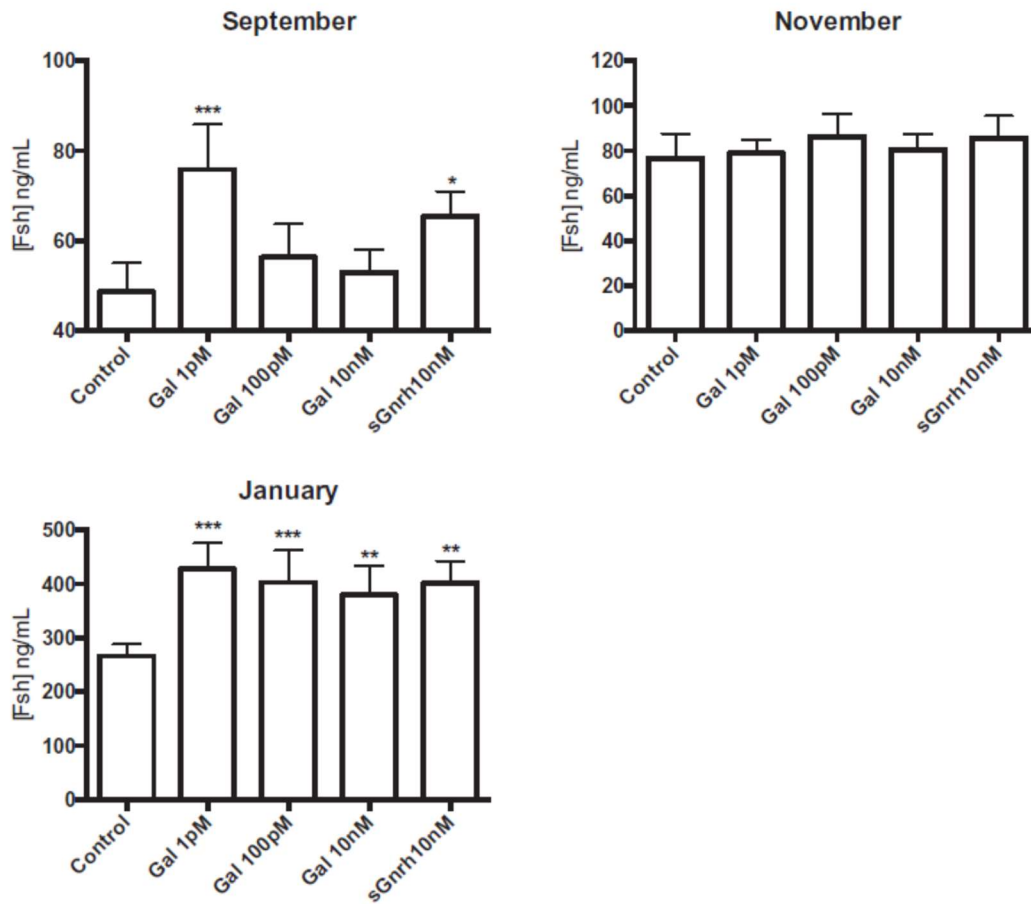 September
[Fsh] ng/mL
100
80
60
40
***
*
Control
Gal 1pM
Gal 100pM
Gal 10nM
sGnrh10nM
November
[Fsh] ng/mL
120
100
80
60
40
20
0
Control
Gal 1pM
Gal 100pM
Gal 10nM
sGnrh10nM
January
[Fsh] ng/mL
500
400
300
200
100
0
***
***
**
**
Control
Gal 1pM
Gal 100pM
Gal 10nM
sGnrh10nM